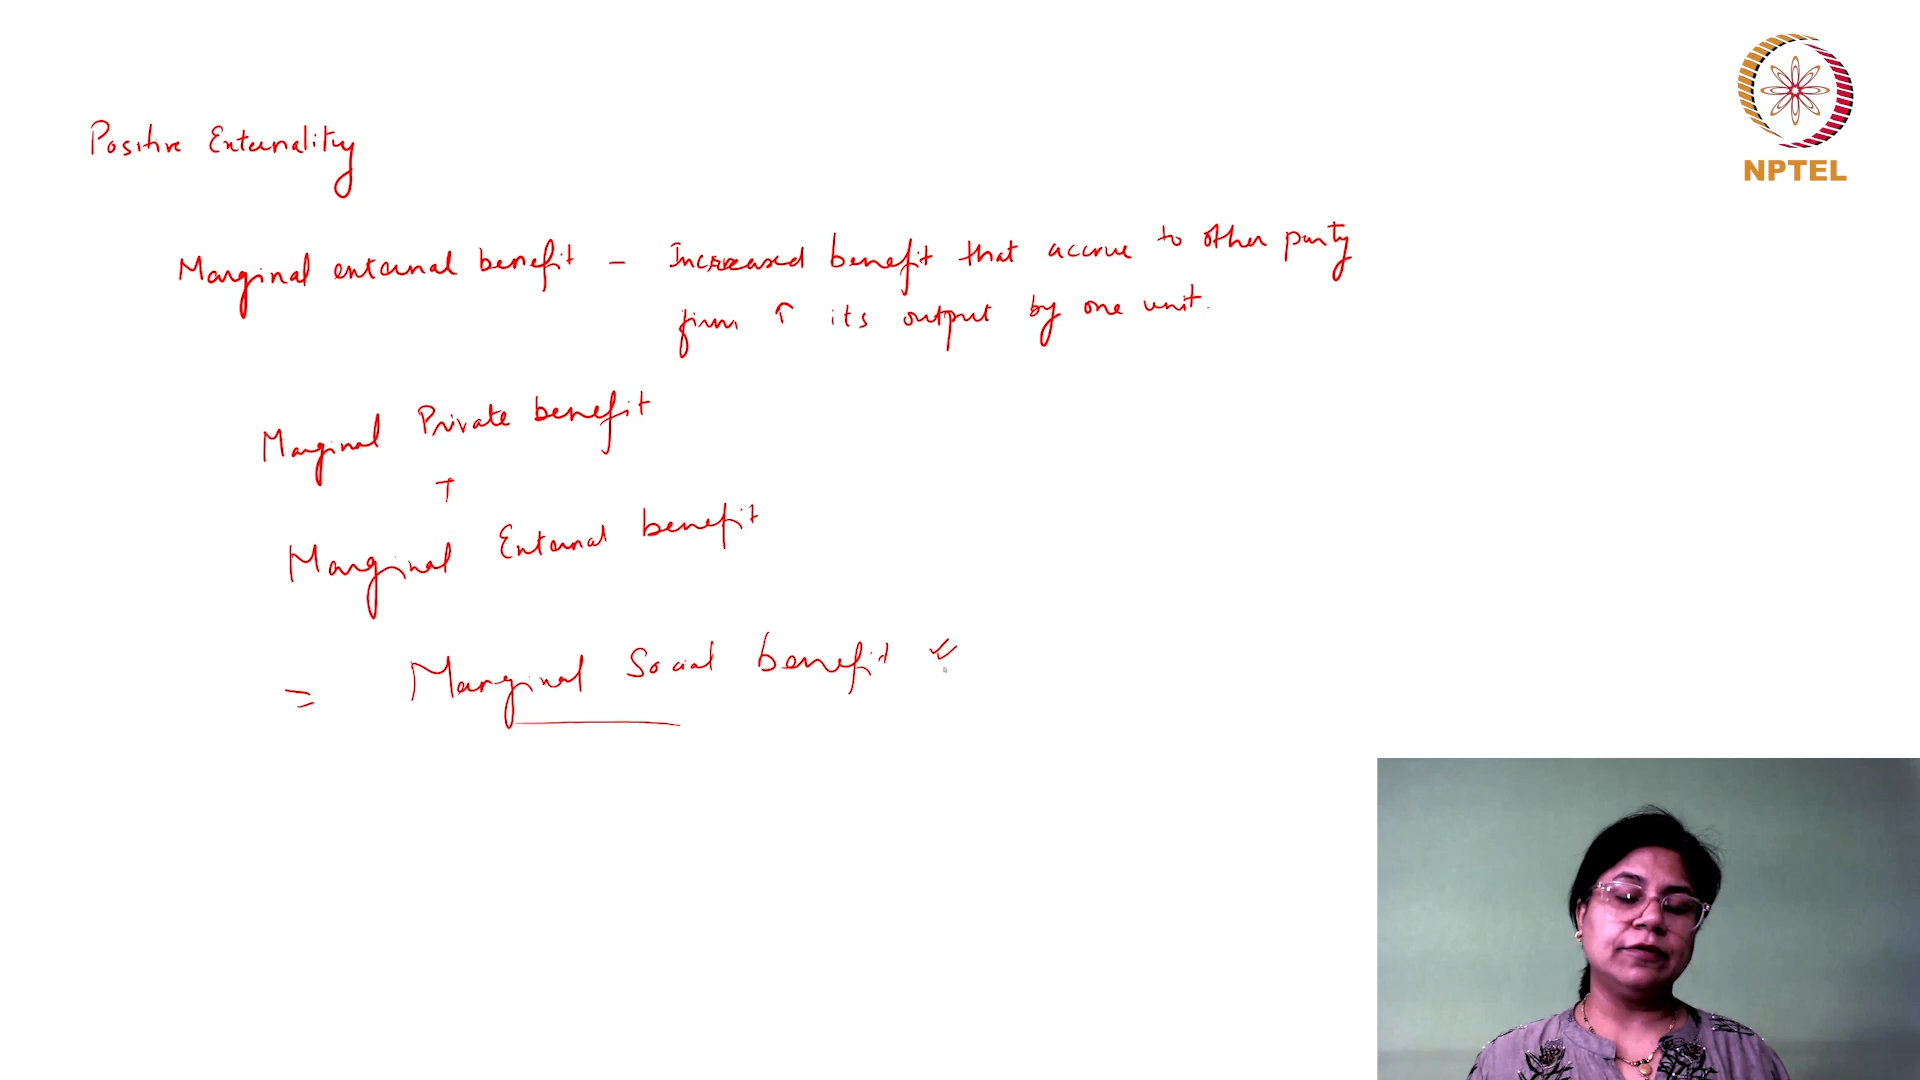 Positive Externality
NPTEL
Marginal external benefit - Increased benefit that accrue to other party
firm ↑ its output by one unit.
Marginal Private benefit
+
Marginal External benefit
= Marginal Social benefit